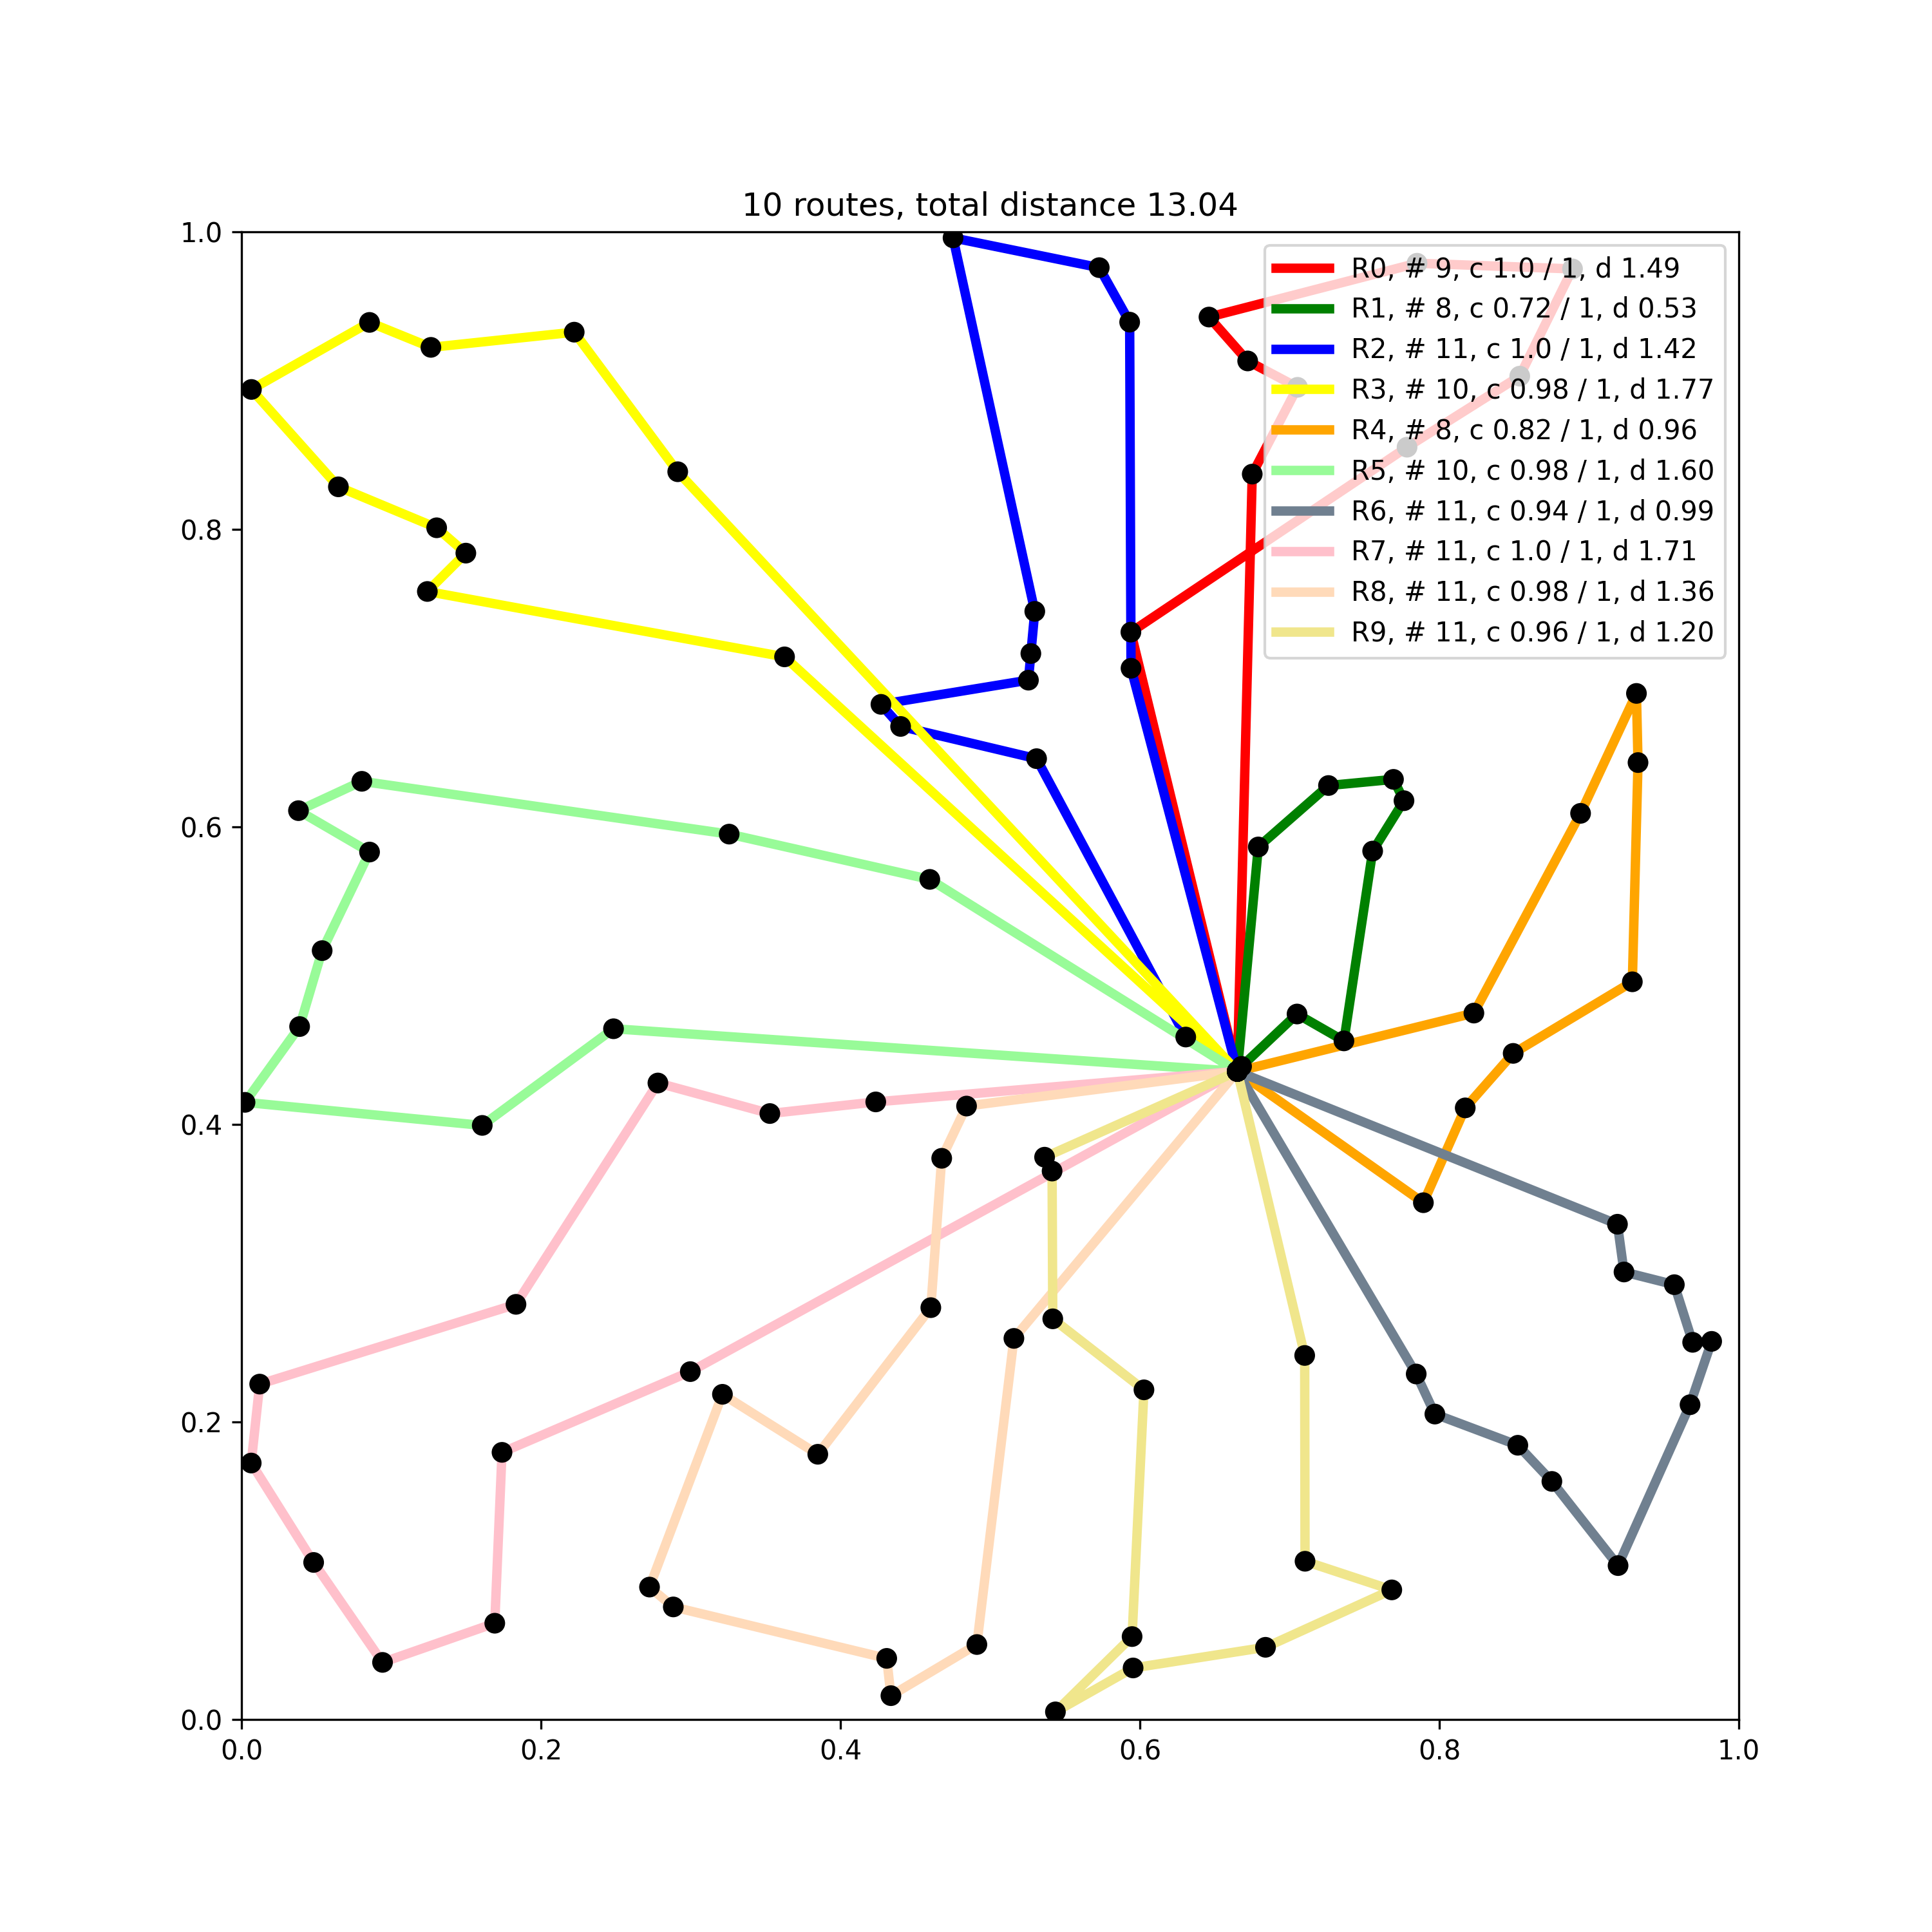 10 routes, total distance 13.04
1.0
0.8
0.6
0.4
0.2
0.0
R0, # 9, c 1.0 / 1, d 1.49
R1, # 8, c 0.72 / 1, d 0.53
R2, # 11, c 1.0 / 1, d 1.42
R3, # 10, c 0.98 / 1, d 1.77
R4, # 8, c 0.82 / 1, d 0.96
R5, # 10, c 0.98 / 1, d 1.60
R6, # 11, c 0.94 / 1, d 0.99
R7, # 11, c 1.0 / 1, d 1.71
R8, # 11, c 0.98 / 1, d 1.36
R9, # 11, c 0.96 / 1, d 1.20
0.0 0.2 0.4 0.6 0.8 1.0